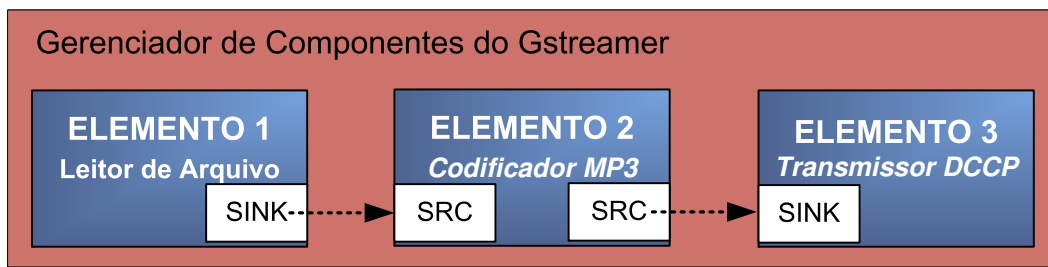 Gerenciador de Componentes do Gstreamer
ELEMENTO 1
Leitor de Arquivo
SINK
ELEMENTO 2
Codificador MP3
SRC
SRC
ELEMENTO 3
Transmissor DCCP
SINK